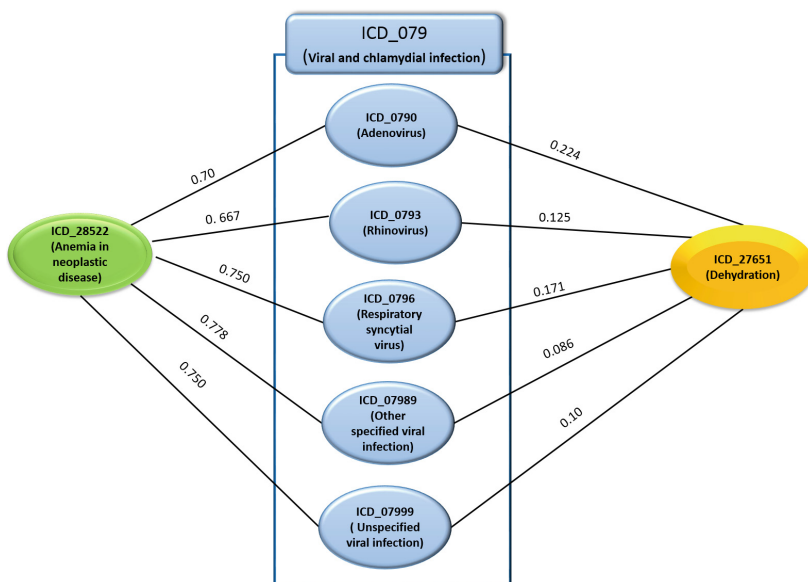 ICD_079
(Viral and chlamydial infection)
ICD_0790
(Adenovirus)
0.224
0.70
ICD_0793
(Rhinovirus)
0. 667
0.125
ICD_28522
(Anemia in
neoplastic
disease)
ICD_27651
(Dehydration)
0.750
ICD_0796
(Respiratory
syncytial
virus)
0.171
0.778
0.086
0.750
ICD_07989
(Other
specified viral
infection)
0.10
ICD_07999
( Unspecified
viral infection)